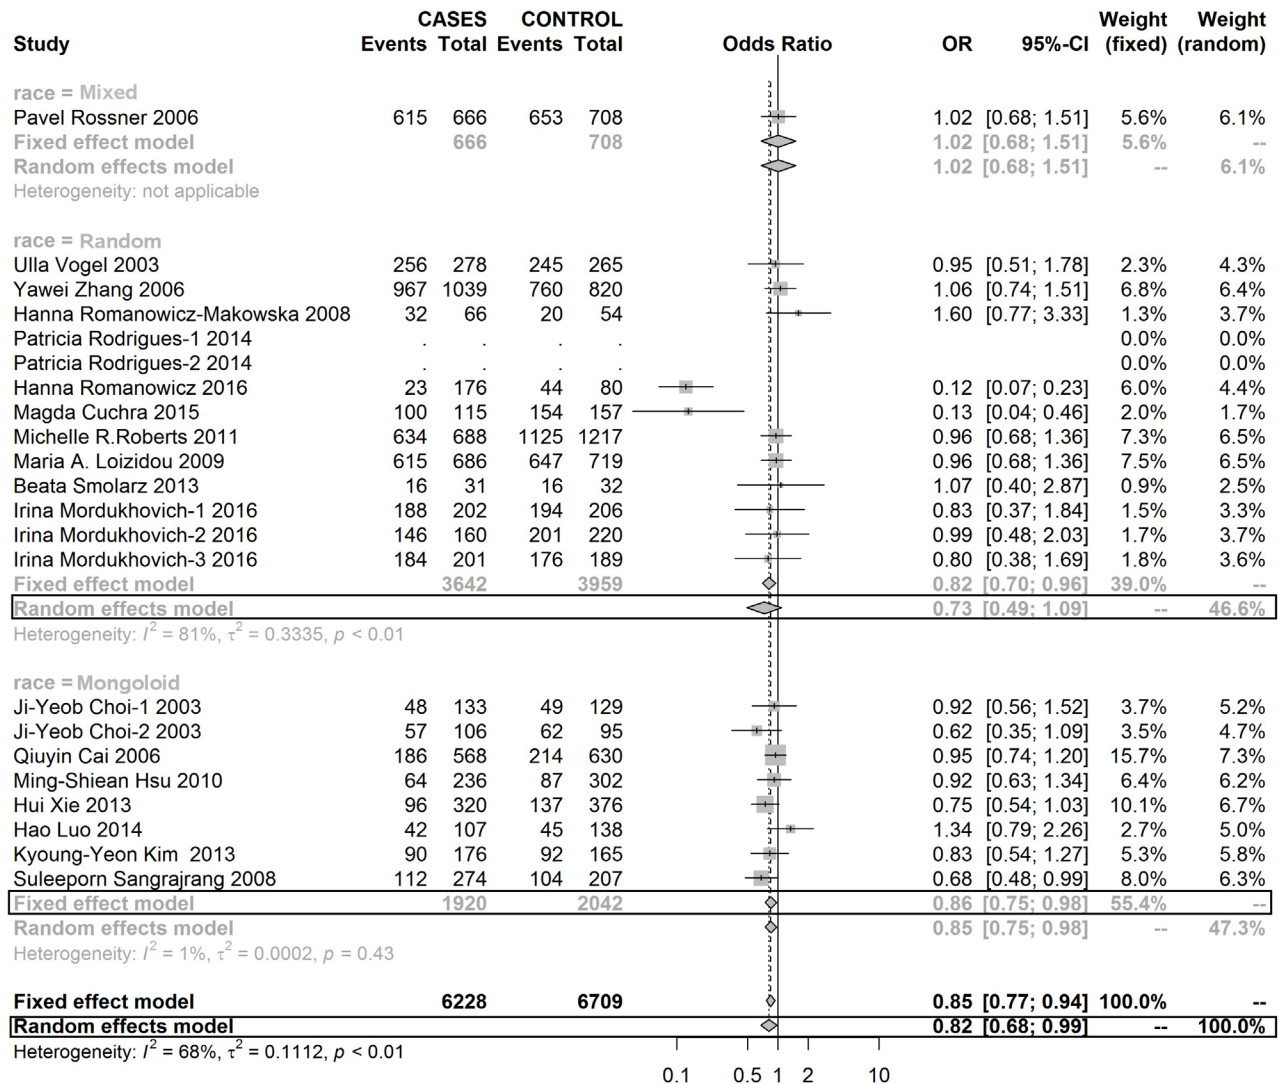 CASES CONTROL Weight Weight
Study Events Total Events Total Odds Ratio OR 95%-CI (fixed) (random)
race = Mixed
Pavel Rossner 2006 615 666 653 708 1.02 [0.68; 1.51] 5.6% 6.1%
Fixed effect model 666 708 1.02 [0.68; 1.51] 5.6% --
Random effects model 1.02 [0.68; 1.51] -- 6.1%
Heterogeneity: not applicable
race = Random
Ulla Vogel 2003 256 278 245 265 0.95 [0.51; 1.78] 2.3% 4.3%
Yawei Zhang 2006 967 1039 760 820 1.06 [0.74; 1.51] 6.8% 6.4%
Hanna Romanowicz-Makowska 2008 32 66 20 54 1.60 [0.77; 3.33] 1.3% 3.7%
Patricia Rodrigues-1 2014 . . . . 0.0% 0.0%
Patricia Rodrigues-2 2014 . . . . 0.0% 0.0%
Hanna Romanowicz 2016 23 176 44 80 0.12 [0.07; 0.23] 6.0% 4.4%
Magda Cuchra 2015 100 115 154 157 0.13 [0.04; 0.46] 2.0% 1.7%
Michelle R.Roberts 2011 634 688 1125 1217 0.96 [0.68; 1.36] 7.3% 6.5%
Maria A. Loizidou 2009 615 686 647 719 0.96 [0.68; 1.36] 7.5% 6.5%
Beata Smolarz 2013 16 31 16 32 1.07 [0.40; 2.87] 0.9% 2.5%
Irina Mordukhovich-1 2016 188 202 194 206 0.83 [0.37; 1.84] 1.5% 3.3%
Irina Mordukhovich-2 2016 146 160 201 220 0.99 [0.48; 2.03] 1.7% 3.7%
Irina Mordukhovich-3 2016 184 201 176 189 0.80 [0.38; 1.69] 1.8% 3.6%
Fixed effect model 3642 3959 0.82 [0.70; 0.96] 39.0% --
Random effects model 0.73 [0.49; 1.09] -- 46.6%
Heterogeneity: I² = 81%, τ² = 0.3335, p < 0.01
race = Mongoloid
Ji-Yeob Choi-1 2003 48 133 49 129 0.92 [0.56; 1.52] 3.7% 5.2%
Ji-Yeob Choi-2 2003 57 106 62 95 0.62 [0.35; 1.09] 3.5% 4.7%
Qiuyin Cai 2006 186 568 214 630 0.95 [0.74; 1.20] 15.7% 7.3%
Ming-Shiean Hsu 2010 64 236 87 302 0.92 [0.63; 1.34] 6.4% 6.2%
Hui Xie 2013 96 320 137 376 0.75 [0.54; 1.03] 10.1% 6.7%
Hao Luo 2014 42 107 45 138 1.34 [0.79; 2.26] 2.7% 5.0%
Kyoung-Yeon Kim 2013 90 176 92 165 0.83 [0.54; 1.27] 5.3% 5.8%
Suleeporn Sangrajrang 2008 112 274 104 207 0.68 [0.48; 0.99] 8.0% 6.3%
Fixed effect model 1920 2042 0.86 [0.75; 0.98] 55.4% --
Random effects model 0.85 [0.75; 0.98] -- 47.3%
Heterogeneity: I² = 1%, τ² = 0.0002, p = 0.43
Fixed effect model 6228 6709 0.85 [0.77; 0.94] 100.0% --
Random effects model 0.82 [0.68; 0.99] -- 100.0%
Heterogeneity: I² = 68%, τ² = 0.1112, p < 0.01
0.1 0.5 1 2 10